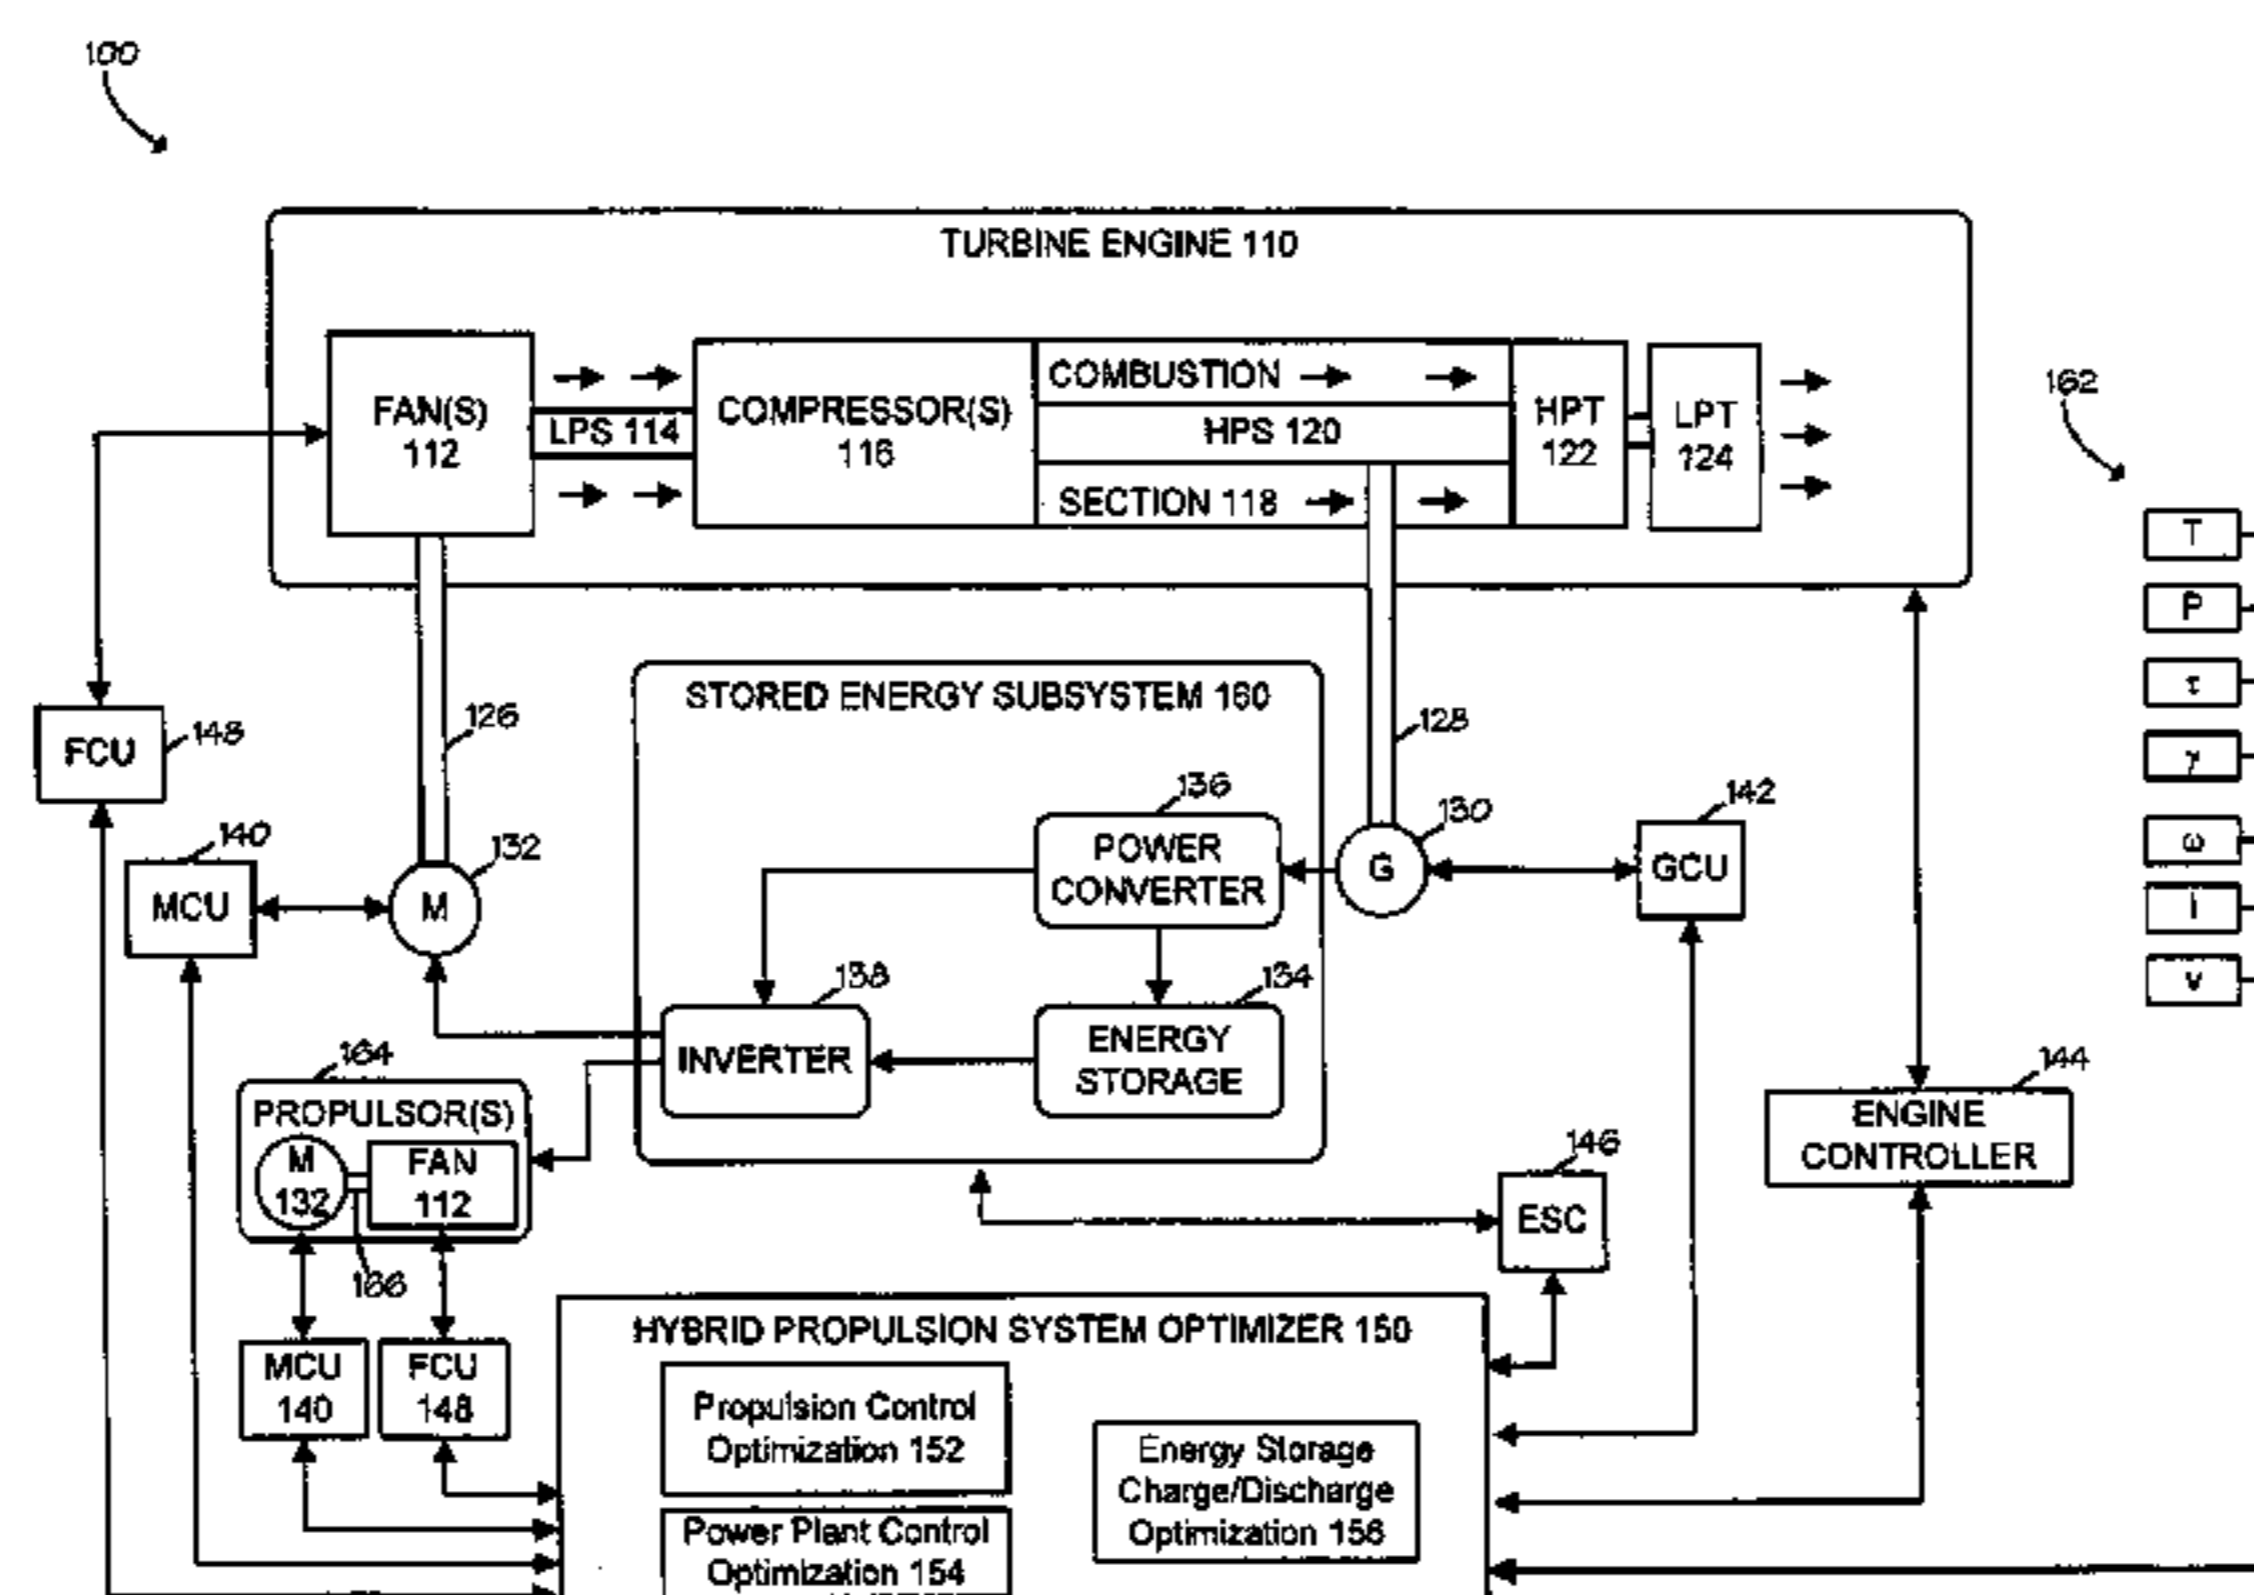 100
TURBINE ENGINE 110
FAN(S)
112
LPS 114
COMPRESSOR(S)
116
COMBUSTION
HPS 120
SECTION 118
HPT
122
LPT
124
162
T
P
τ
γ
ω
i
v
FCU
148
126
STORED ENERGY SUBSYSTEM 160
128
MCU
140
M
132
136
POWER
CONVERTER
G
130
GCU
142
138
INVERTER
134
ENERGY
STORAGE
164
PROPULSOR(S)
M
132
FAN
112
166
MCU
140
FCU
148
146
ESC
144
ENGINE
CONTROLLER
HYBRID PROPULSION SYSTEM OPTIMIZER 150
Propulsion Control
Optimization 152
Power Plant Control
Optimization 154
Energy Storage
Charge/Discharge
Optimization 156